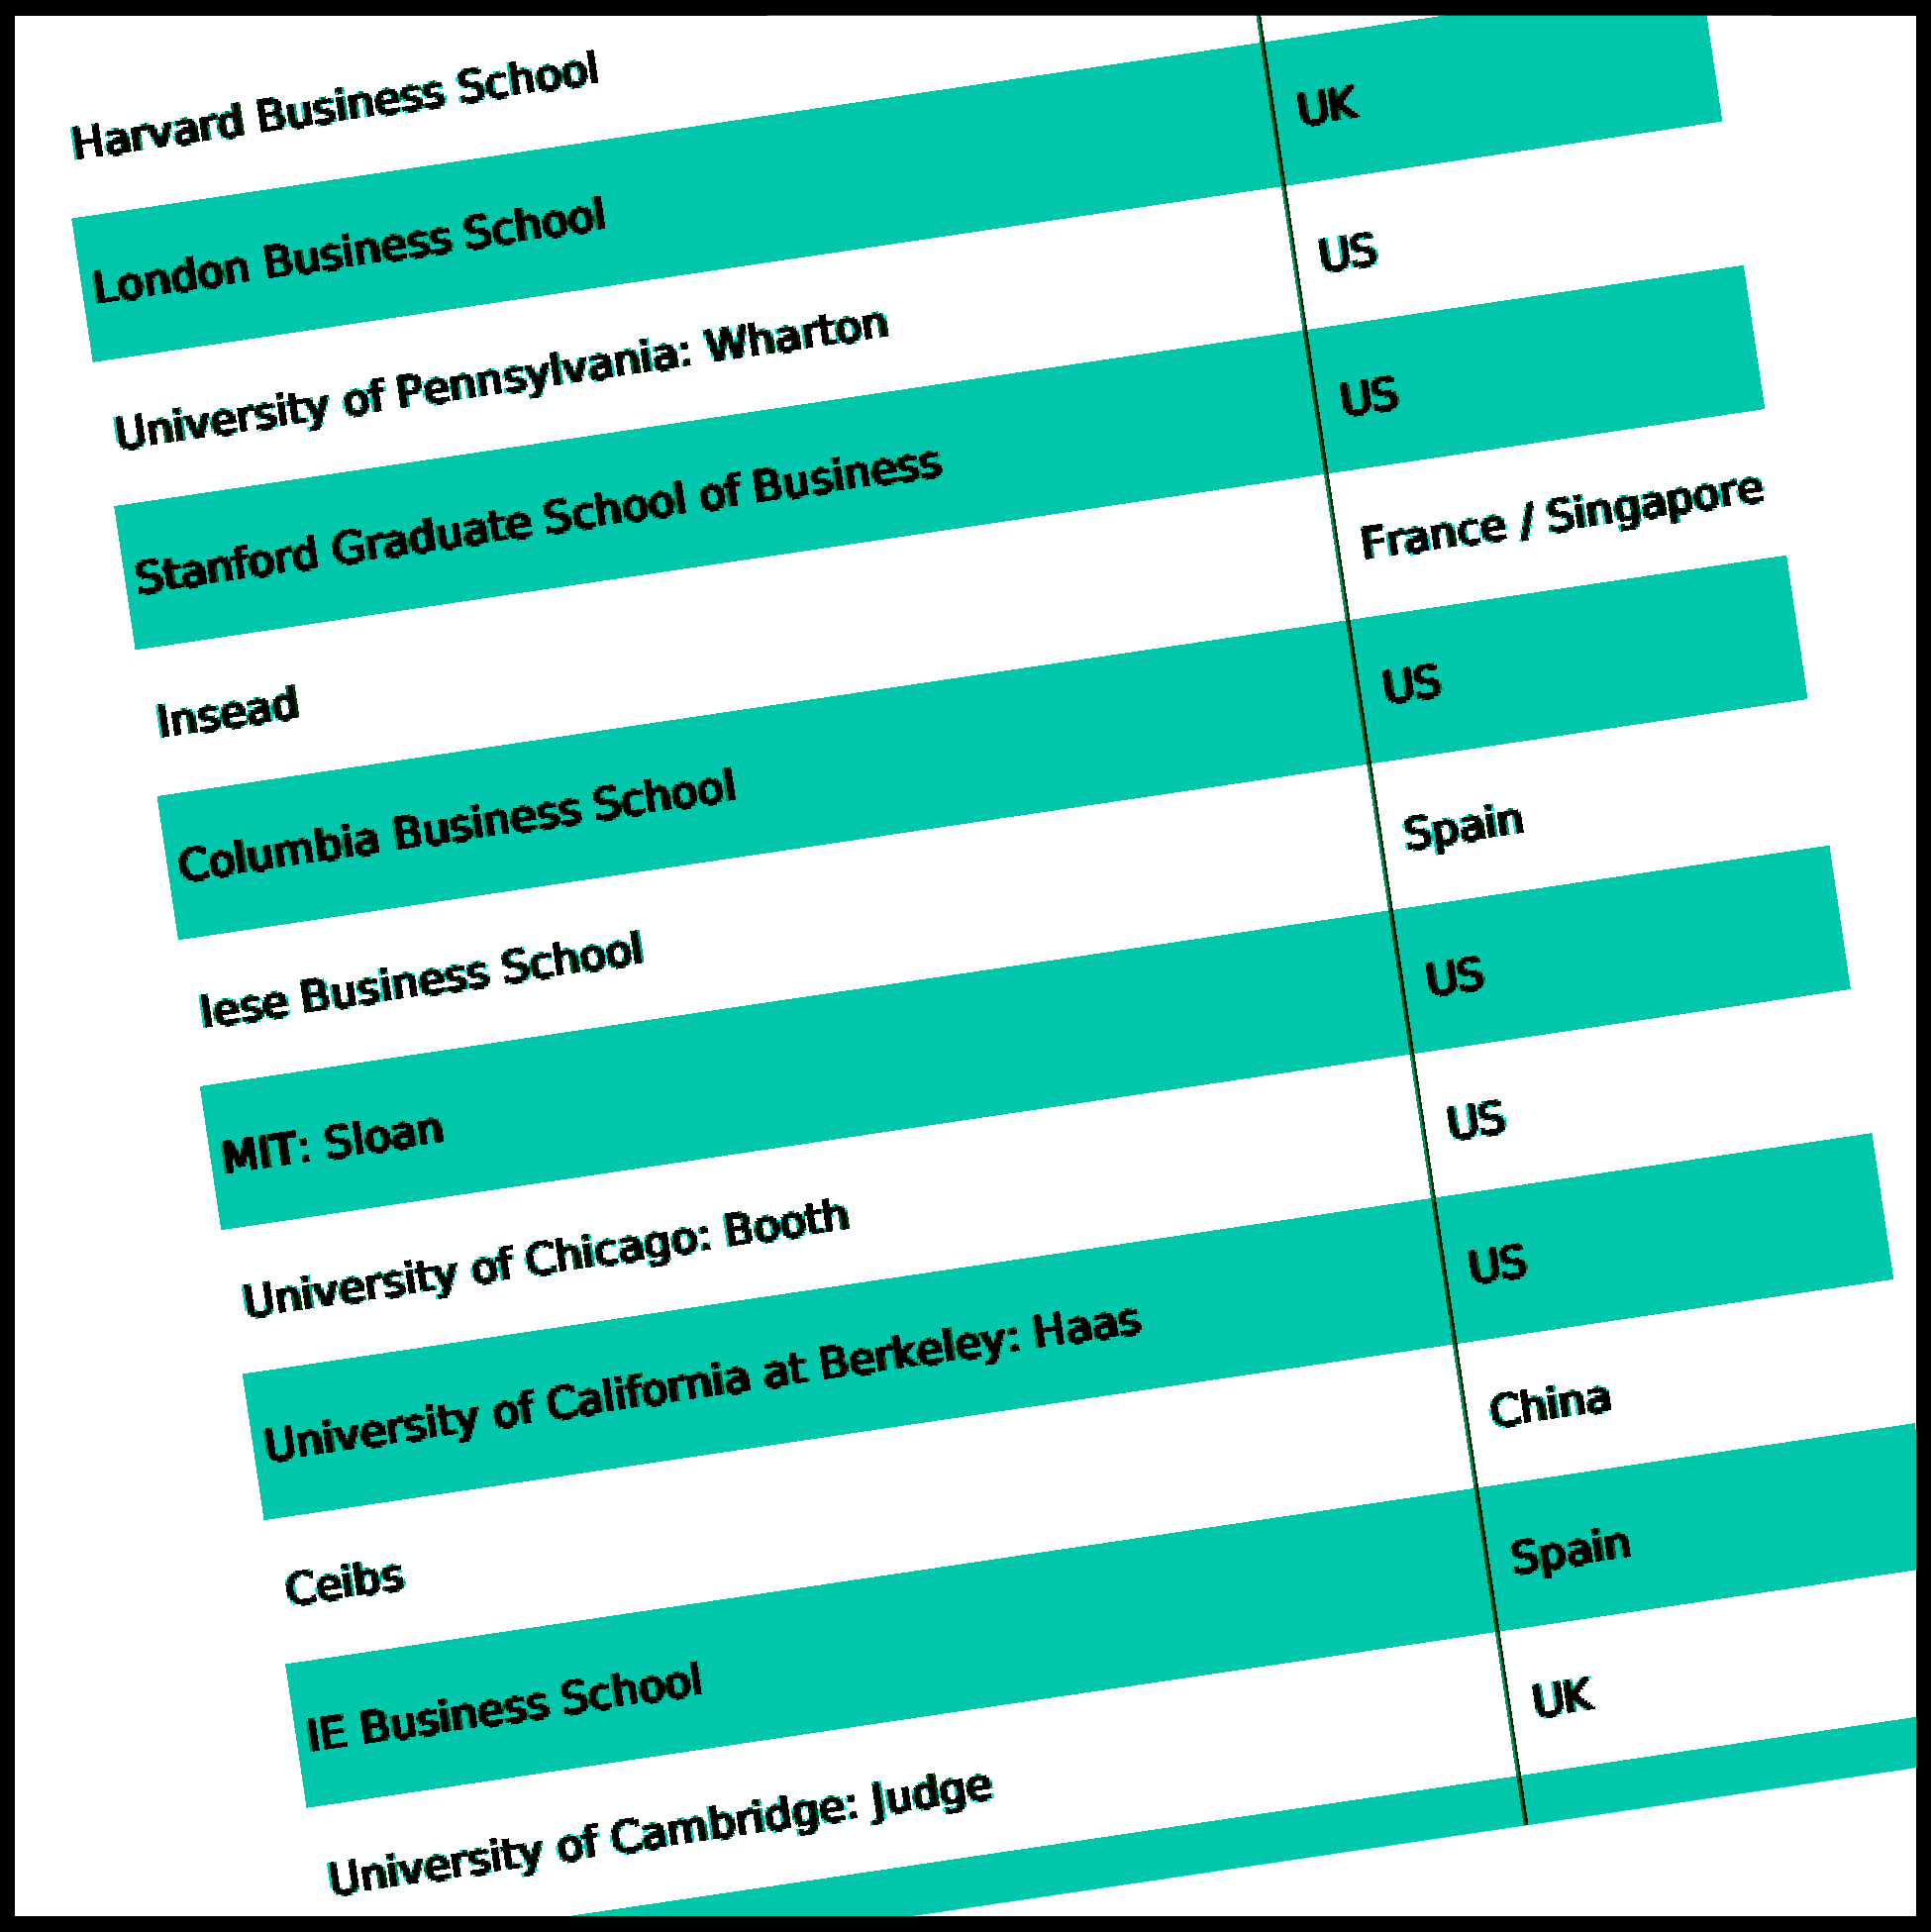 Harvard Business School
London Business School UK
University of Pennsylvania: Wharton US
Stanford Graduate School of Business US
Insead France / Singapore
Columbia Business School US
Iese Business School Spain
MIT: Sloan US
University of Chicago: Booth US
University of California at Berkeley: Haas US
Ceibs China
IE Business School Spain
University of Cambridge: Judge UK